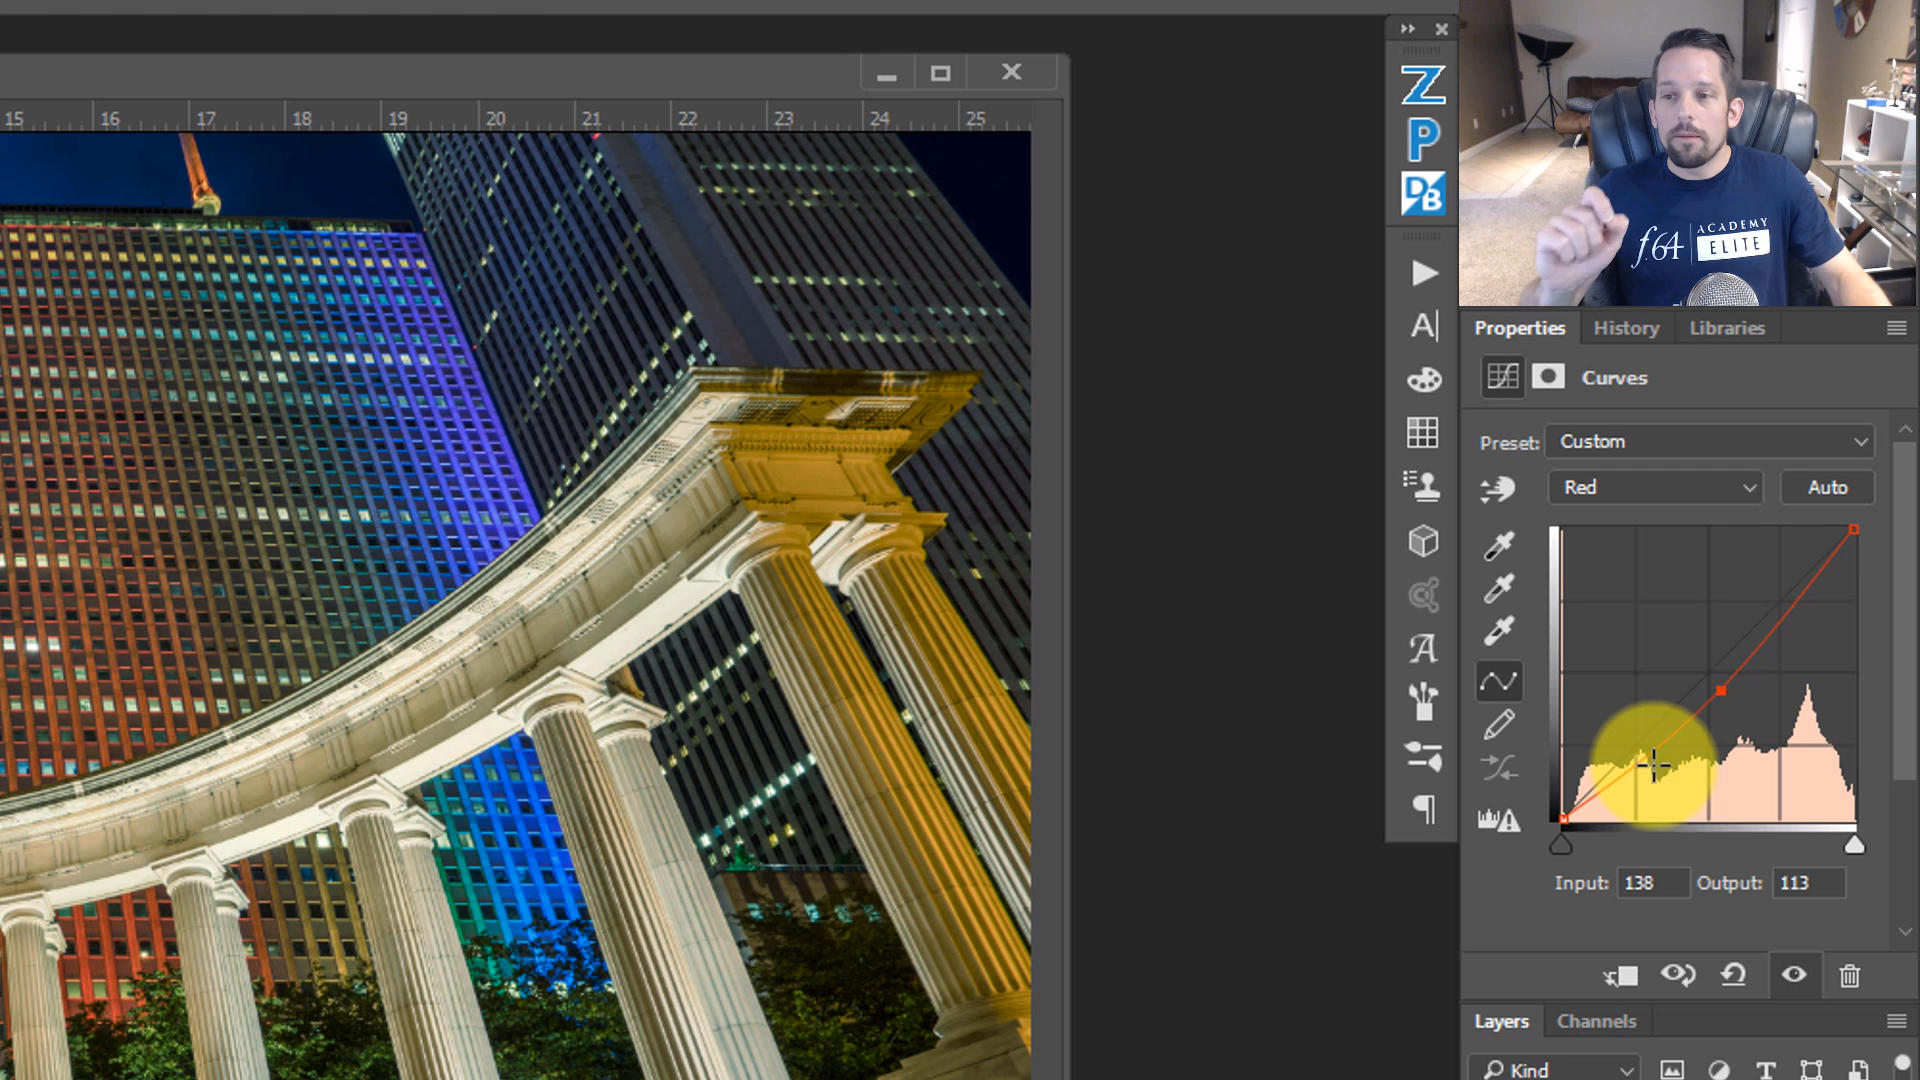 15 16 17 18 19 20 21 22 23 24 25
Z
P
DB
A
A
f.64 ACADEMY
ELITE
Properties History Libraries
Curves
Preset: Custom
Red Auto
Input: 138 Output: 113
Layers Channels
Kind
T